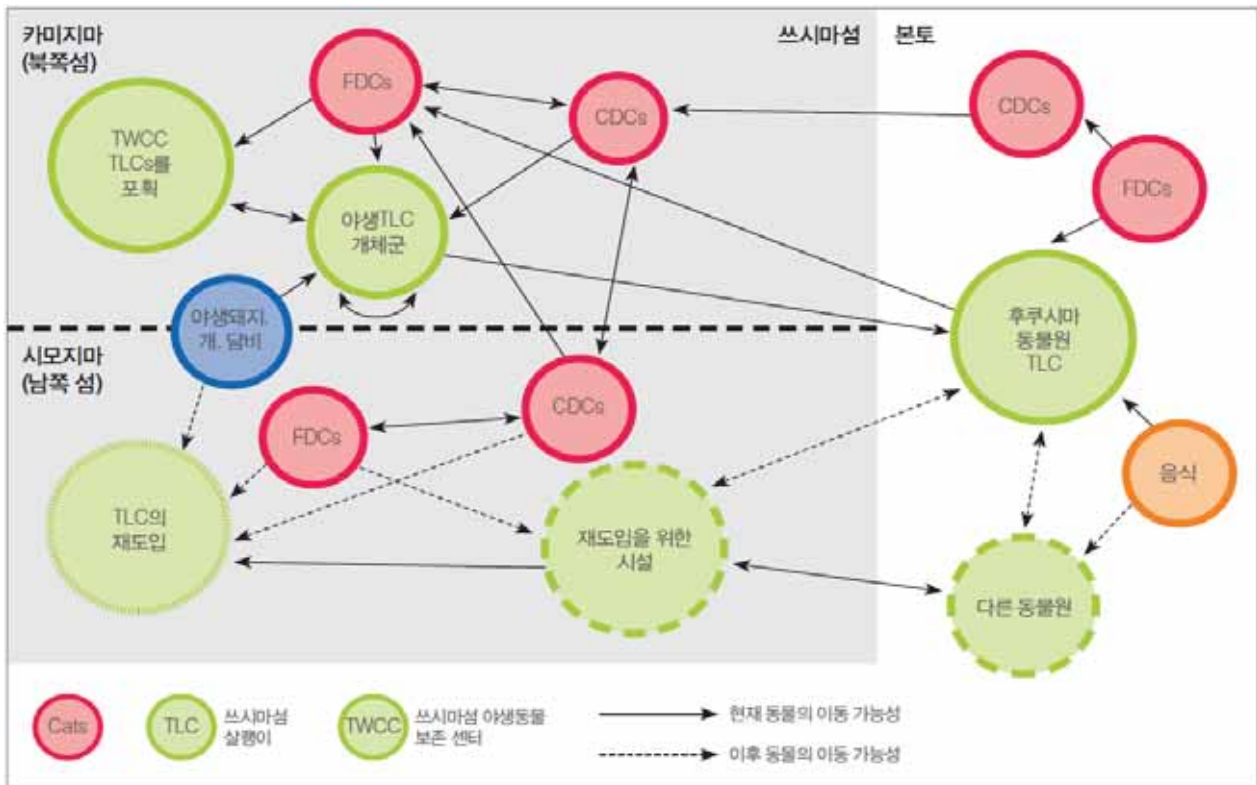 카미지마
(북쪽섬)
쓰시마섬
본토
FDCs
CDCs
CDCs
FDCs
TWCC
TLCs를
포획
야생TLC
개체군
야생돼지,
개, 담비
후쿠시마
동물원
TLC
시모지마
(남쪽 섬)
FDCs
CDCs
음식
TLC의
재도입
재도입을 위한
시설
다른 동물원
Cats
TLC
쓰시마섬
살쾡이
TWCC
쓰시마섬 야생동물
보존 센터
현재 동물의 이동 가능성
이후 동물의 이동 가능성